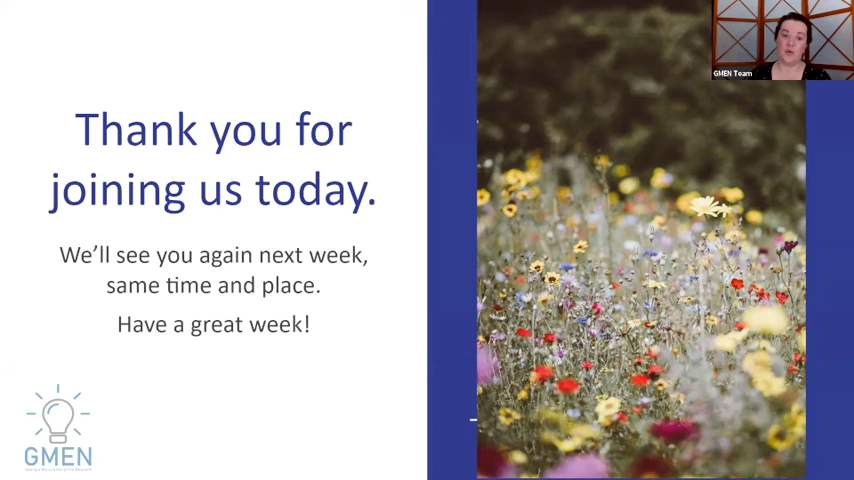 GMEN Team
Thank you for
joining us today.
We'll see you again next week,
same time and place.
Have a great week!
GMEN